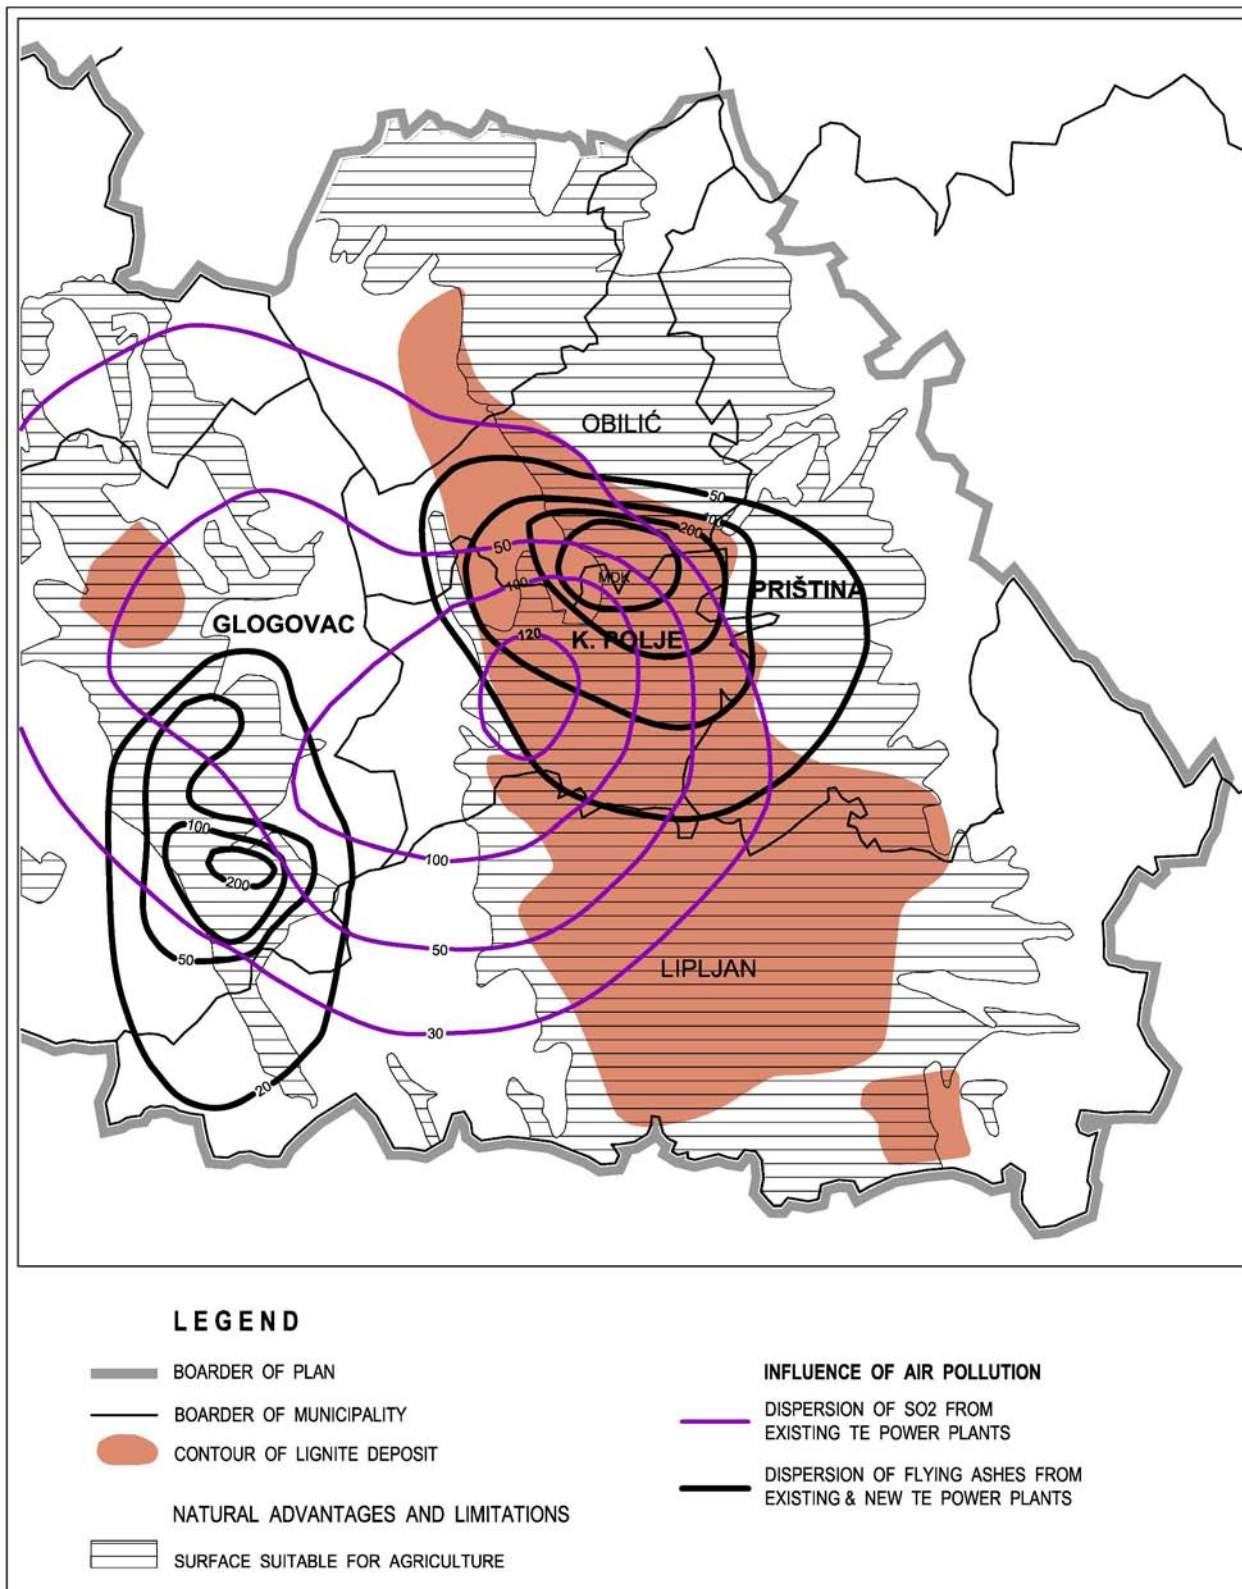 OBILIĆ
50
100
200
50
MDK
100
PRIŠTINA
GLOGOVAC
120
K. POLJE
100
200
100
50
50
LIPLJAN
30
20
LEGEND
BOARDER OF PLAN
BOARDER OF MUNICIPALITY
CONTOUR OF LIGNITE DEPOSIT
NATURAL ADVANTAGES AND LIMITATIONS
SURFACE SUITABLE FOR AGRICULTURE
INFLUENCE OF AIR POLLUTION
DISPERSION OF SO2 FROM
EXISTING TE POWER PLANTS
DISPERSION OF FLYING ASHES FROM
EXISTING & NEW TE POWER PLANTS